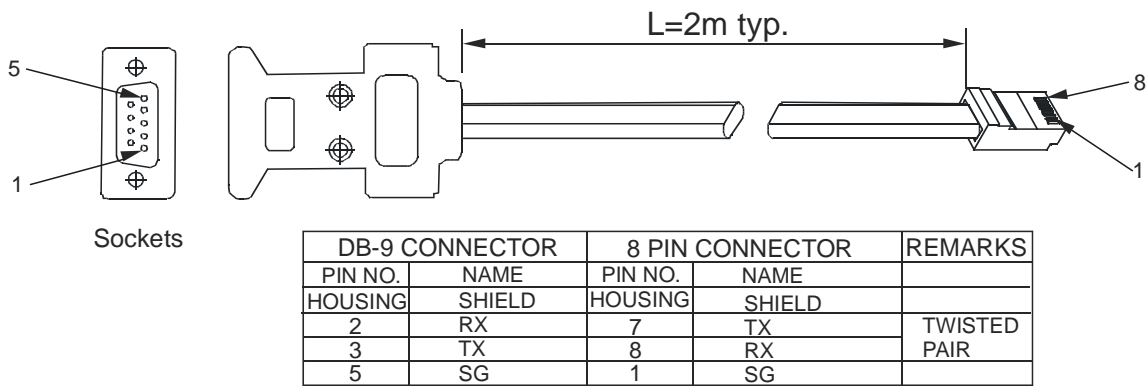 L=2m typ.
5
8
1
1
Sockets
DB-9 CONNECTOR 8 PIN CONNECTOR REMARKS
PIN NO. NAME PIN NO. NAME
HOUSING SHIELD HOUSING SHIELD
2 RX 7 TX TWISTED
3 TX 8 RX PAIR
5 SG 1 SG